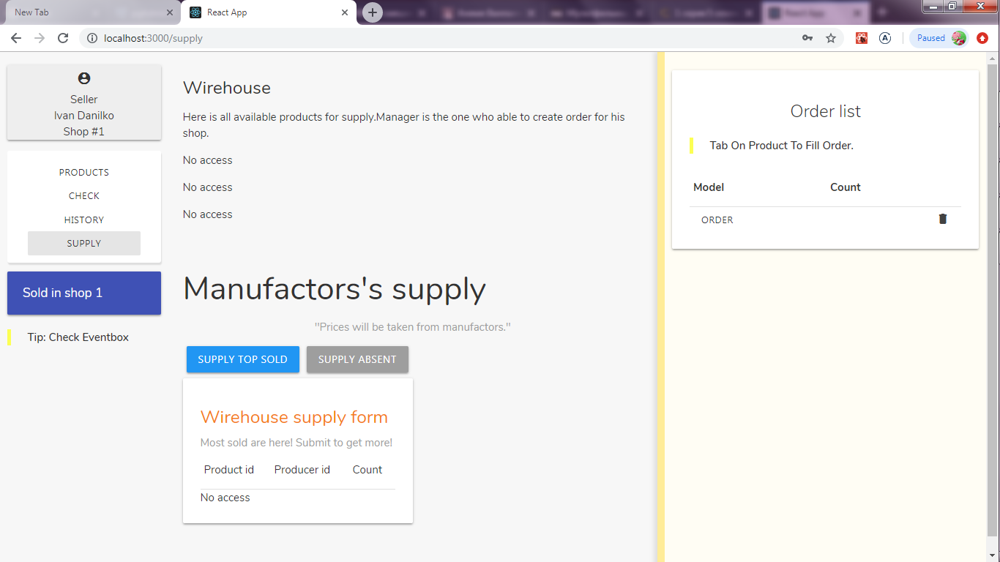 New Tab
React App
React App
localhost:3000/supply
Paused
Seller
Ivan Danilko
Shop #1
PRODUCTS
CHECK
HISTORY
SUPPLY
Sold in shop 1
Tip: Check Eventbox
Wirehouse
Here is all available products for supply.Manager is the one who able to create order for his
shop.
No access
No access
No access
Manufactors's supply
"Prices will be taken from manufactors."
SUPPLY TOP SOLD
SUPPLY ABSENT
Wirehouse supply form
Most sold are here! Submit to get more!
Product id Producer id Count
No access
Order list
Tab On Product To Fill Order.
Model Count
ORDER